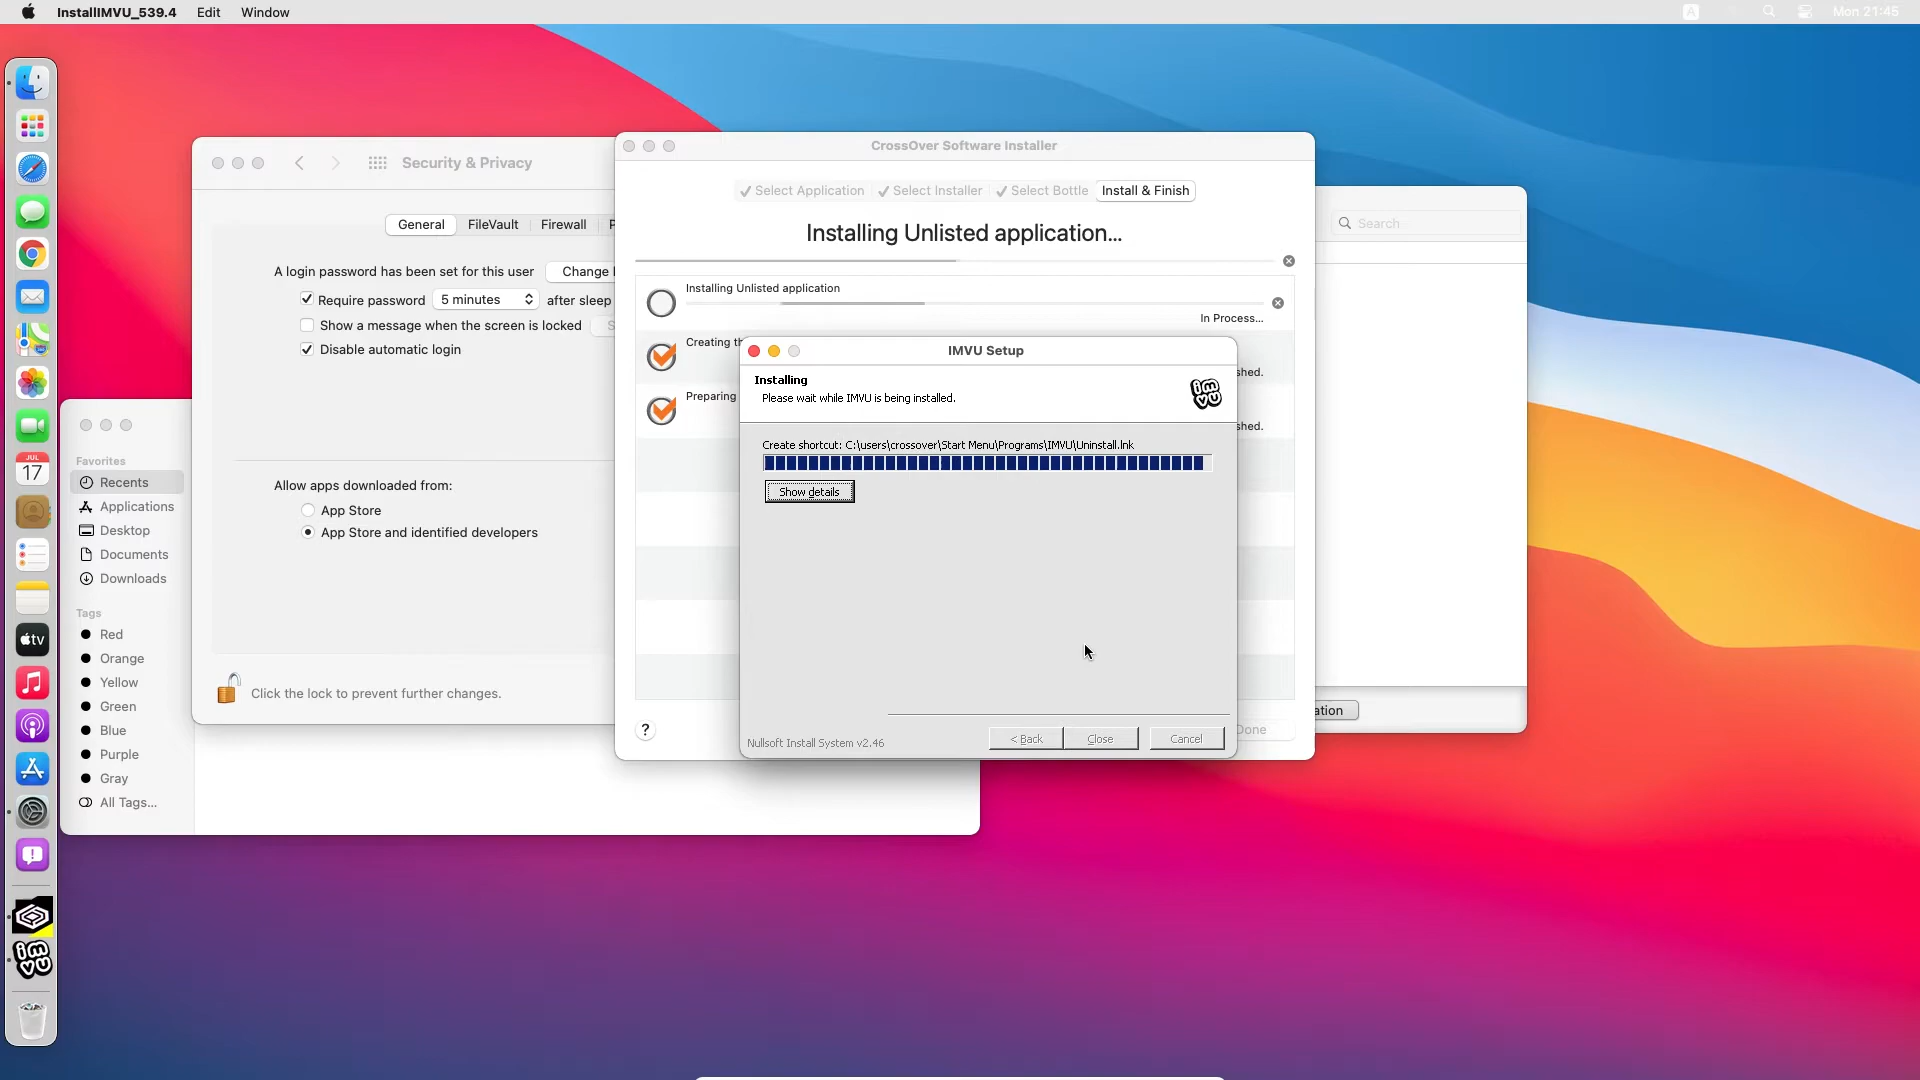 InstallIMVU_539.4 Edit Window
A Mon 21:45
Security & Privacy
General FileVault Firewall P
A login password has been set for this user Change
Require password 5 minutes after sleep
Show a message when the screen is locked S
Disable automatic login
Allow apps downloaded from:
App Store
App Store and identified developers
Click the lock to prevent further changes.
Favorites
Recents
Applications
Desktop
Documents
Downloads
Tags
Red
Orange
Yellow
Green
Blue
Purple
Gray
All Tags...
JUL
17
tv
CrossOver Software Installer
Select Application Select Installer Select Bottle Install & Finish
Installing Unlisted application...
Installing Unlisted application
In Process...
Creating th
shed.
Preparing
shed.
? Done
IMVU Setup
Installing
Please wait while IMVU is being installed.
imvu
Create shortcut: C:\users\crossover\Start Menu\Programs\IMVU\Uninstall.lnk
Show details
Nullsoft Install System v2.46
< Back Close Cancel
Search
ation
imvu